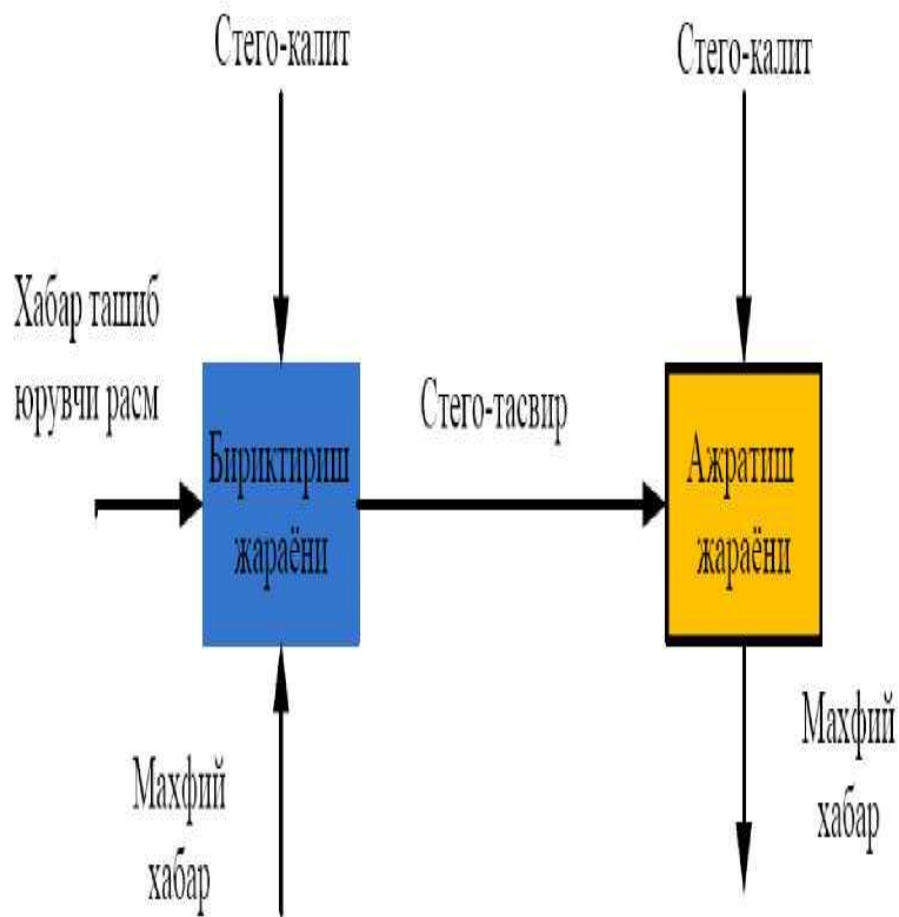 Стего-калит
Стего-калит
Хабар ташиб
юрувчи расм
Бириктириш
жараёни
Стего-тасвир
Ажратиш
жараёни
Махфий
хабар
Махфий
хабар